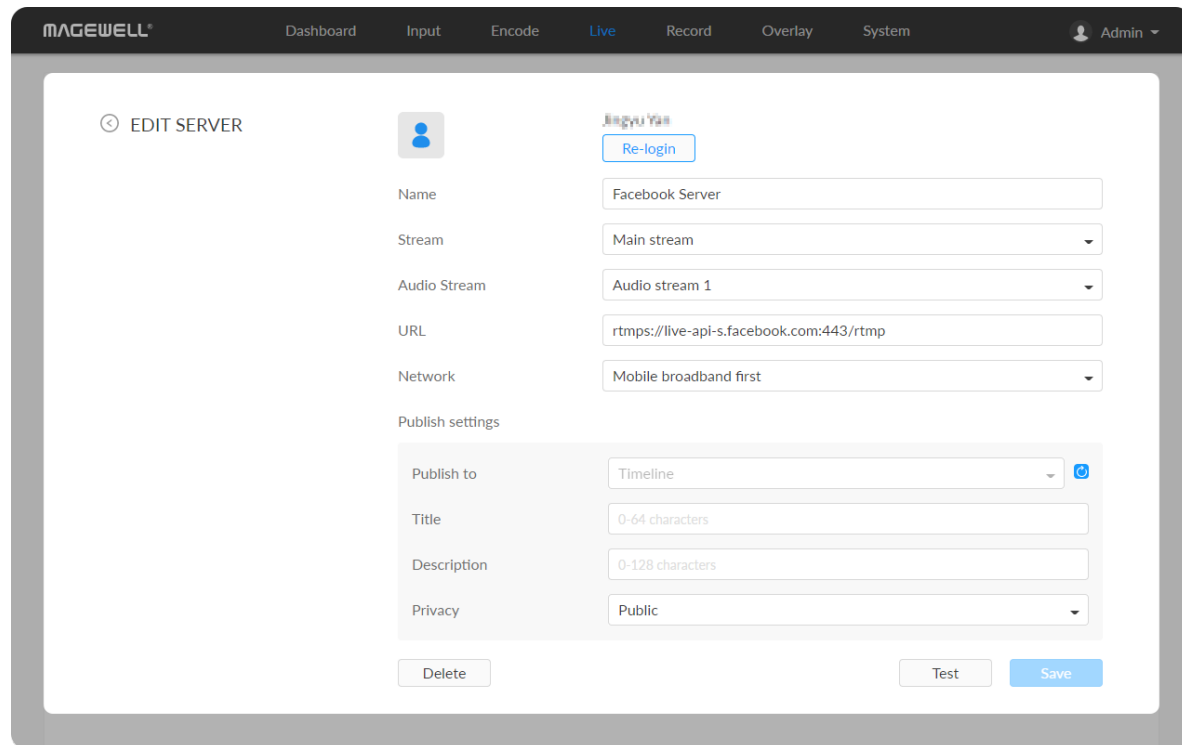 MAGEWELL®
Dashboard Input Encode Live Record Overlay System Admin
EDIT SERVER
Re-login
Name Facebook Server
Stream Main stream
Audio Stream Audio stream 1
URL rtmps://live-api-s.facebook.com:443/rtmp
Network Mobile broadband first
Publish settings
Publish to Timeline
Title 0-64 characters
Description 0-128 characters
Privacy Public
Delete Test Save